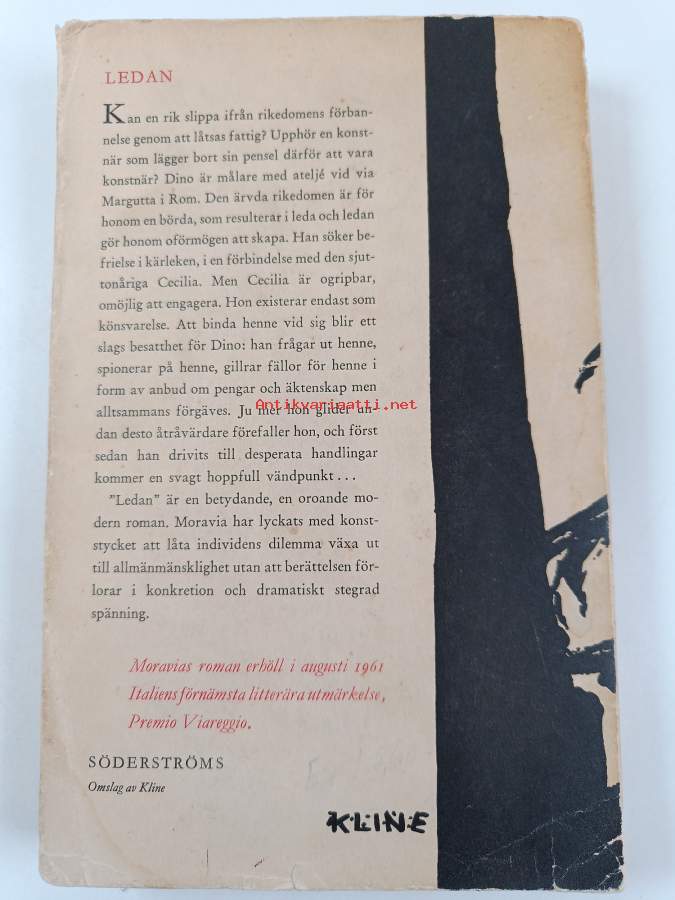 LEDAN
Kan en rik slippa ifrån rikedomens förban-
nelse genom att låtsas fattig? Upphör en konst-
när som lägger bort sin pensel därför att vara
konstnär? Dino är målare med ateljé vid via
Margutta i Rom. Den ärvda rikedomen är för
honom en börda, som resulterar i leda och ledan
gör honom oförmögen att skapa. Han söker be-
frielse i kärleken, i en förbindelse med den sjut-
tonåriga Cecilia. Men Cecilia är ogripbar,
omöjlig att engagera. Hon existerar endast som
könsvarelse. Att binda henne vid sig blir ett
slags besatthet för Dino: han frågar ut henne,
spionerar på henne, gillrar fällor för henne i
form av anbud om pengar och äktenskap men
alltsammans förgäves. Ju mer hon glider un-
Antikvariaatti.net
dan desto åtråvärdare förefaller hon, och först
sedan han drivits till desperata handlingar
kommer en svagt hoppfull vändpunkt...
"Ledan" är en betydande, en oroande mo-
dern roman. Moravia har lyckats med konst-
stycket att låta individens dilemma växa ut
till allmänmänsklighet utan att berättelsen för-
lorar i konkretion och dramatiskt stegrad
spänning.
Moravias roman erhöll i augusti 1961
Italiens förnämsta litterära utmärkelse,
Premio Viareggio.
SÖDERSTRÖMS
Omslag av Kline
KLINE